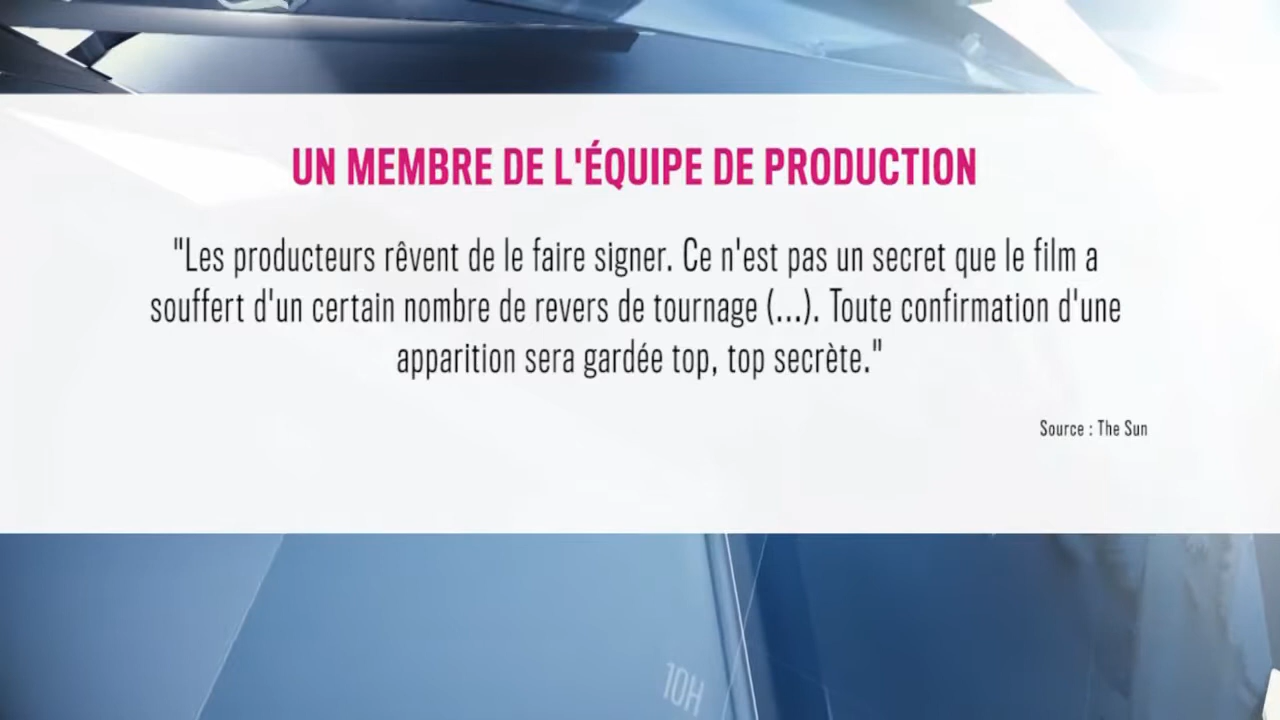 UN MEMBRE DE L'ÉQUIPE DE PRODUCTION
"Les producteurs rêvent de le faire signer. Ce n'est pas un secret que le film a
souffert d'un certain nombre de revers de tournage (...). Toute confirmation d'une
apparition sera gardée top, top secrète."
Source : The Sun
10H